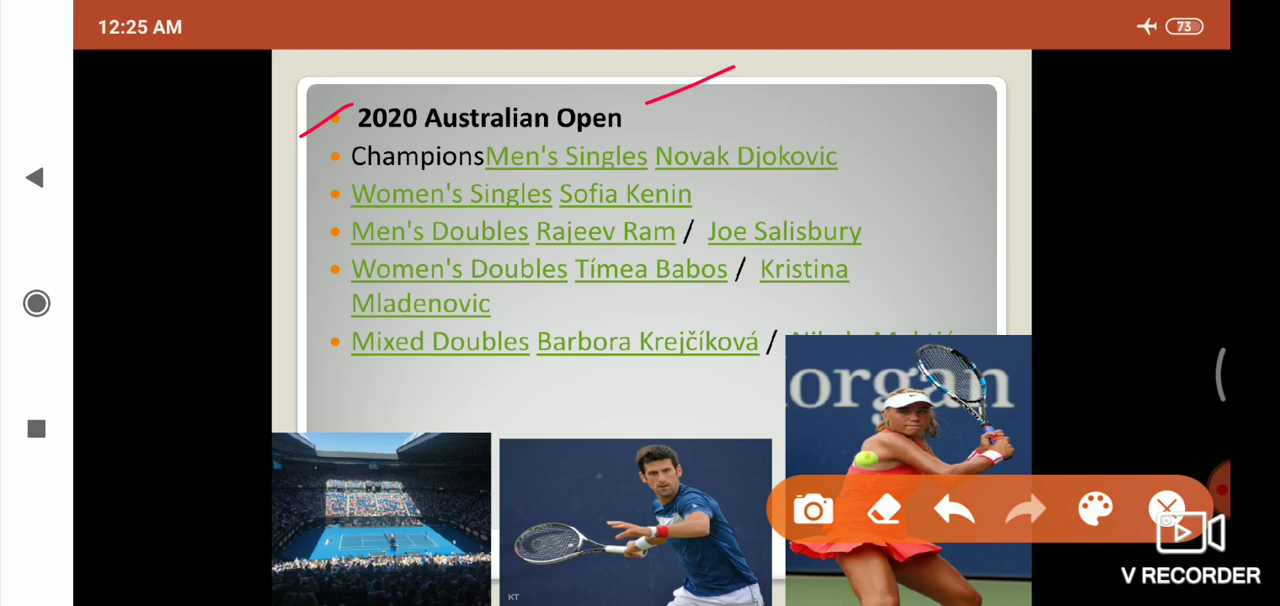 12:25 AM
73
2020 Australian Open
ChampionsMen's Singles Novak Djokovic
Women's Singles Sofia Kenin
Men's Doubles Rajeev Ram / Joe Salisbury
Women's Doubles Tímea Babos / Kristina
Mladenovic
Mixed Doubles Barbora Krejčíková /
organ
KT
V RECORDER